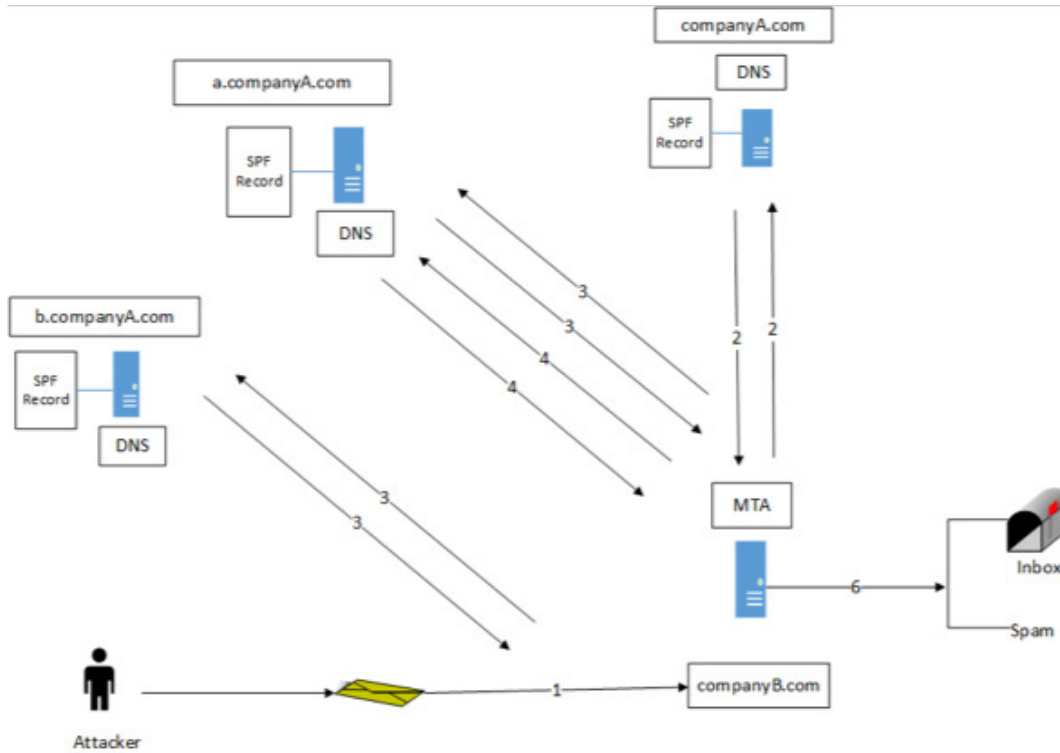 companyA.com
DNS
SPF
Record
a.companyA.com
SPF
Record
DNS
b.companyA.com
SPF
Record
DNS
3
3
4
4
2
2
3
3
MTA
6
Inbox
Spam
1
companyB.com
Attacker